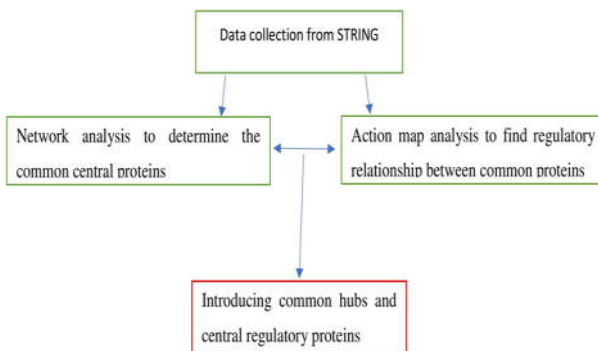 Data collection from STRING
Network analysis to determine the
common central proteins
Action map analysis to find regulatory
relationship between common proteins
Introducing common hubs and
central regulatory proteins